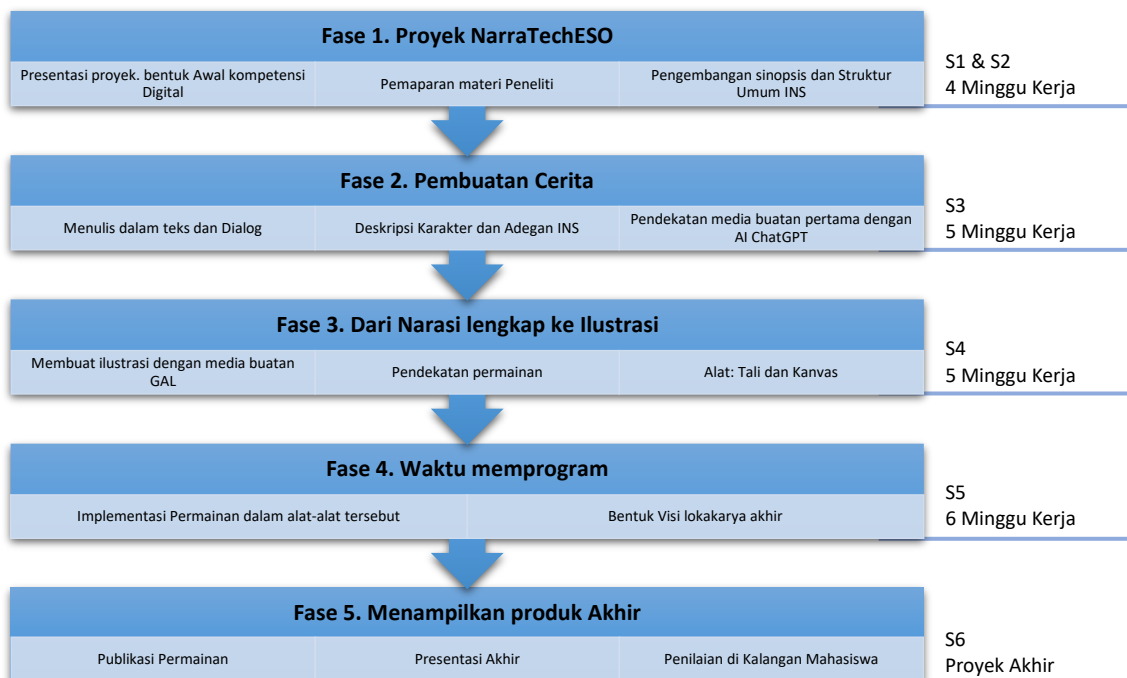 Fase 1. Proyek NarraTechESO
Presentasi proyek. bentuk Awal kompetensi
Digital
Pemaparan materi Peneliti
Pengembangan sinopsis dan Struktur
Umum INS
S1 & S2
4 Minggu Kerja
Fase 2. Pembuatan Cerita
Menulis dalam teks dan Dialog
Deskripsi Karakter dan Adegan INS
Pendekatan media buatan pertama dengan
AI ChatGPT
S3
5 Minggu Kerja
Fase 3. Dari Narasi lengkap ke Ilustrasi
Membuat ilustrasi dengan media buatan
GAL
Pendekatan permainan
Alat: Tali dan Kanvas
S4
5 Minggu Kerja
Fase 4. Waktu memprogram
Implementasi Permainan dalam alat-alat tersebut
Bentuk Visi lokakarya akhir
S5
6 Minggu Kerja
Fase 5. Menampilkan produk Akhir
Publikasi Permainan
Presentasi Akhir
Penilaian di Kalangan Mahasiswa
S6
Proyek Akhir